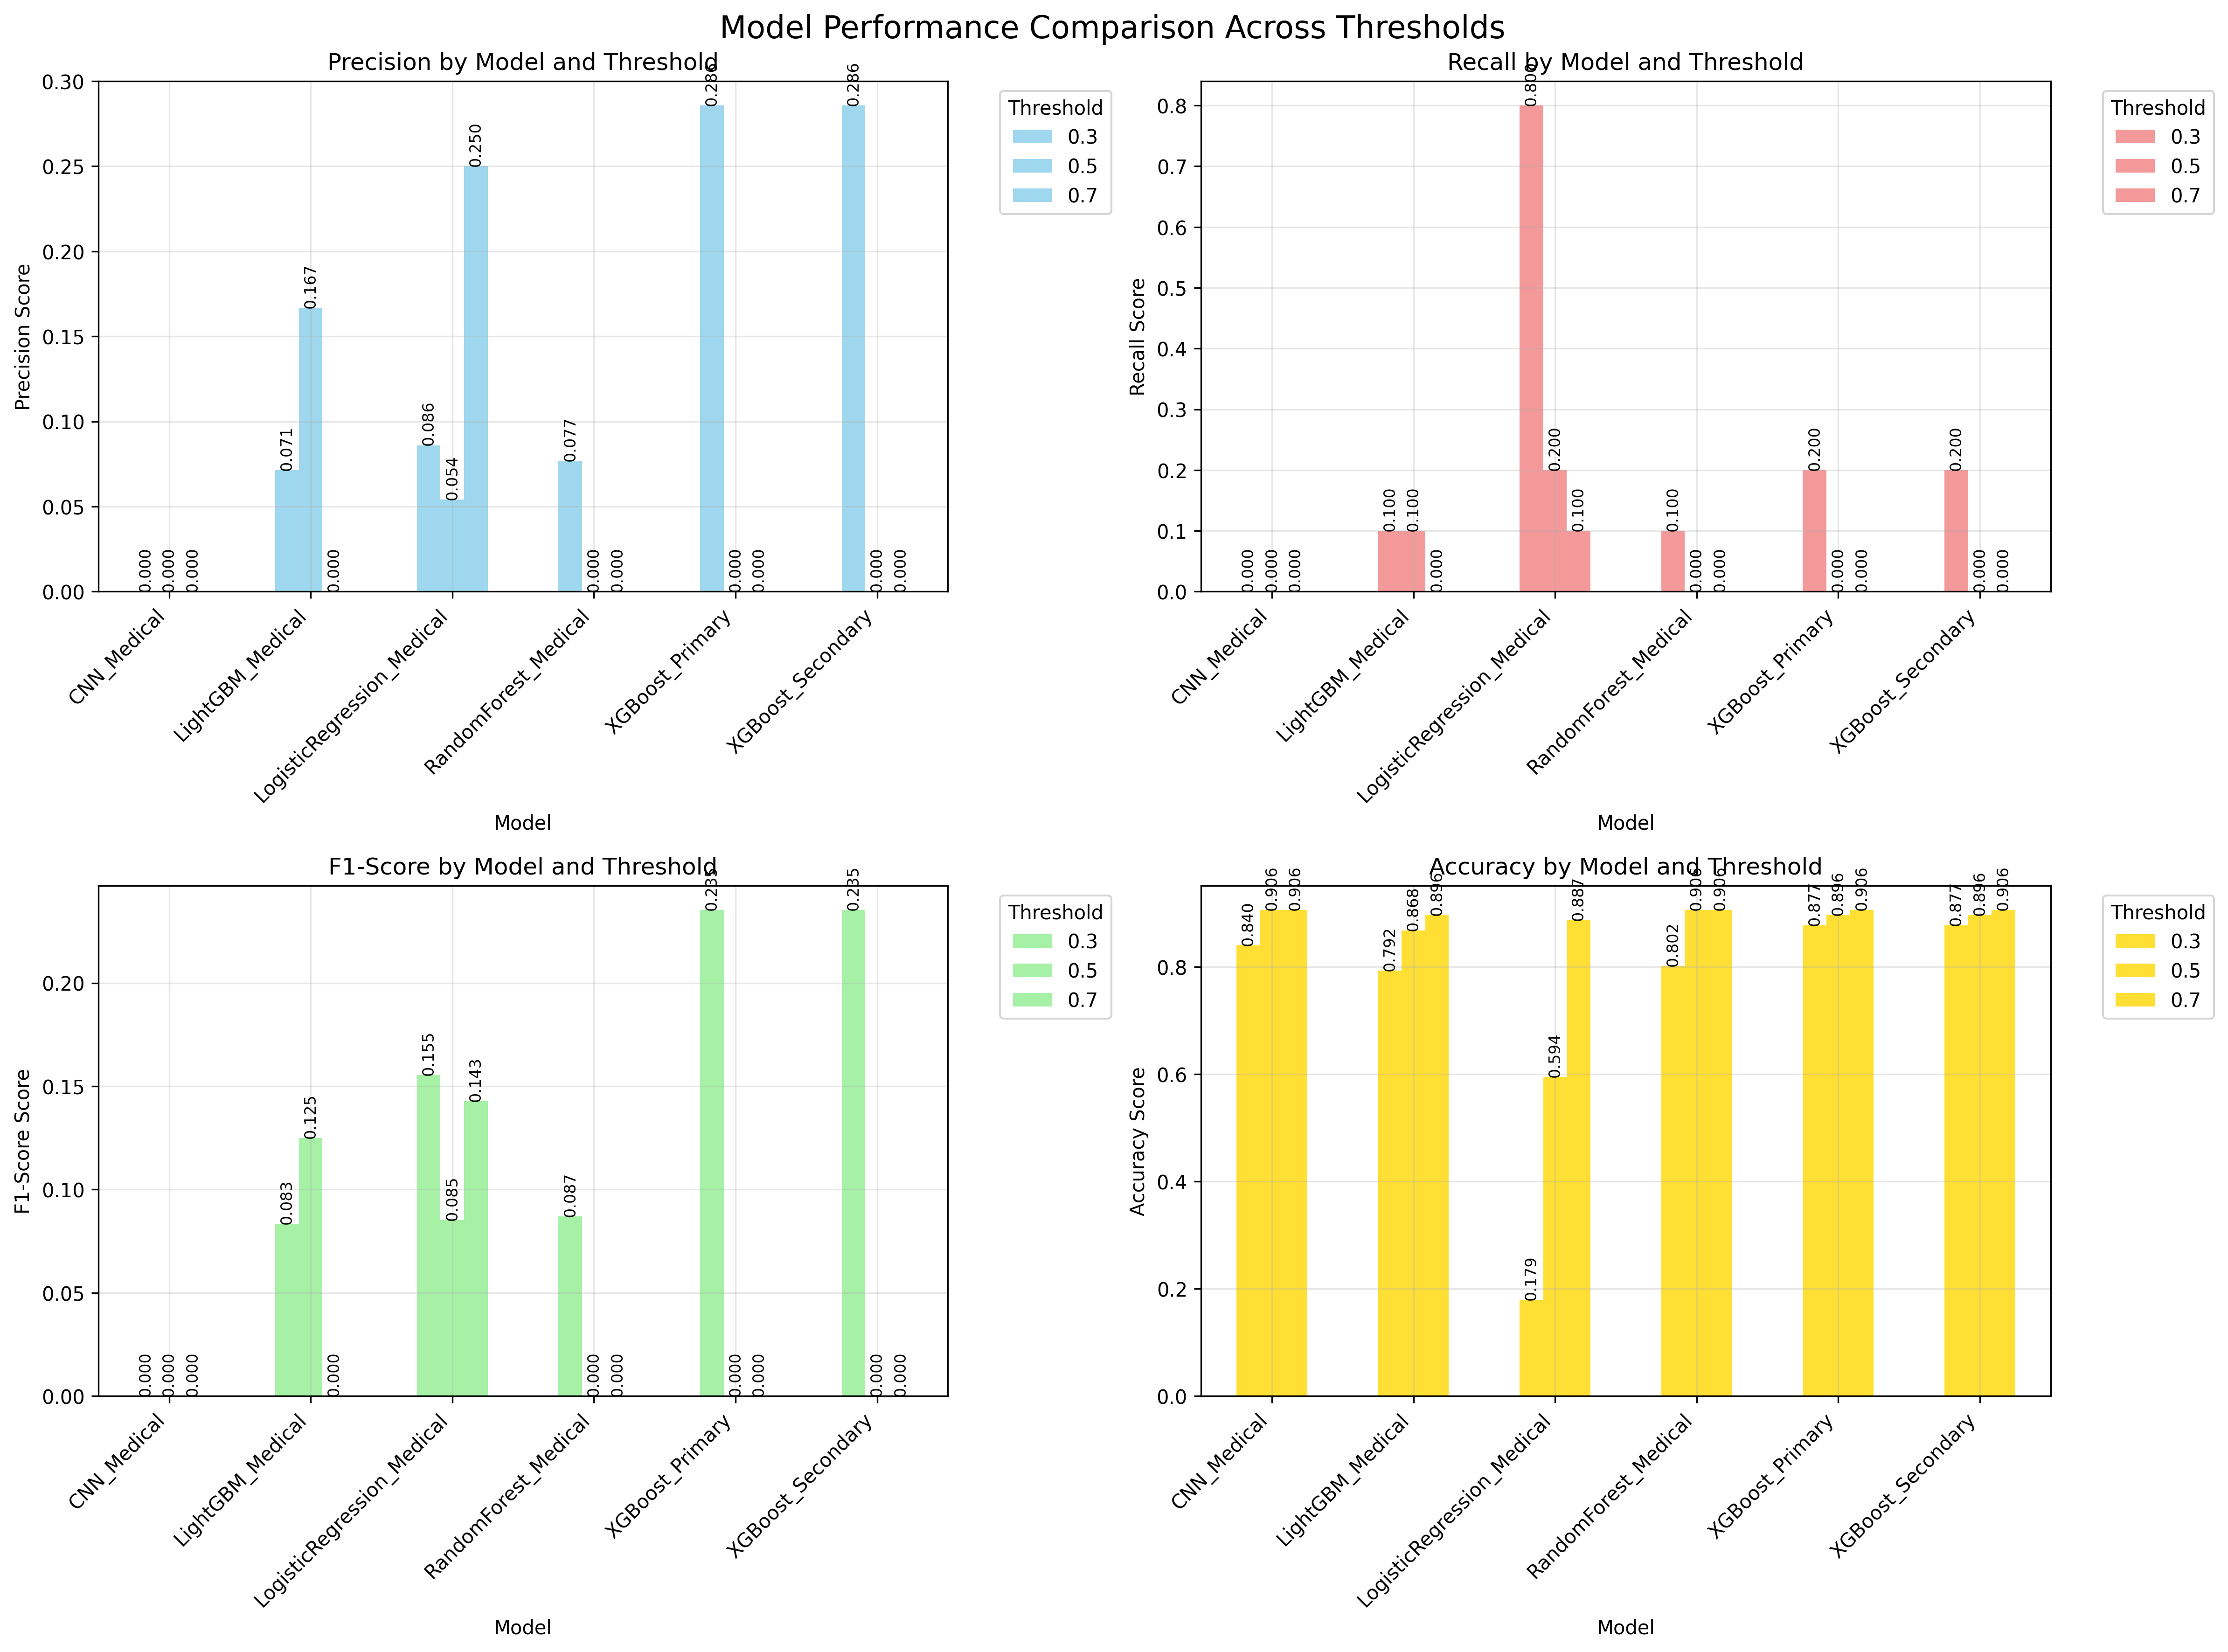 Model Performance Comparison Across Thresholds
Precision by Model and Threshold
Precision Score
0.30
0.25
0.20
0.15
0.10
0.05
0.00
0.000
0.000
0.000
0.071
0.167
0.000
0.086
0.054
0.250
0.077
0.000
0.000
0.286
0.000
0.000
0.286
0.000
0.000
CNN_Medical
LightGBM_Medical
LogisticRegression_Medical
RandomForest_Medical
XGBoost_Primary
XGBoost_Secondary
Model
Threshold
0.3
0.5
0.7
Recall by Model and Threshold
Recall Score
0.8
0.7
0.6
0.5
0.4
0.3
0.2
0.1
0.0
0.000
0.000
0.000
0.100
0.100
0.000
0.800
0.200
0.100
0.100
0.000
0.000
0.200
0.000
0.000
0.200
0.000
0.000
CNN_Medical
LightGBM_Medical
LogisticRegression_Medical
RandomForest_Medical
XGBoost_Primary
XGBoost_Secondary
Model
Threshold
0.3
0.5
0.7
F1-Score by Model and Threshold
F1-Score Score
0.20
0.15
0.10
0.05
0.00
0.000
0.000
0.000
0.083
0.125
0.000
0.155
0.085
0.143
0.087
0.000
0.000
0.235
0.000
0.000
0.235
0.000
0.000
CNN_Medical
LightGBM_Medical
LogisticRegression_Medical
RandomForest_Medical
XGBoost_Primary
XGBoost_Secondary
Model
Threshold
0.3
0.5
0.7
Accuracy by Model and Threshold
Accuracy Score
0.8
0.6
0.4
0.2
0.0
0.840
0.906
0.906
0.792
0.868
0.896
0.179
0.594
0.887
0.802
0.906
0.906
0.877
0.896
0.906
0.877
0.896
0.906
CNN_Medical
LightGBM_Medical
LogisticRegression_Medical
RandomForest_Medical
XGBoost_Primary
XGBoost_Secondary
Model
Threshold
0.3
0.5
0.7